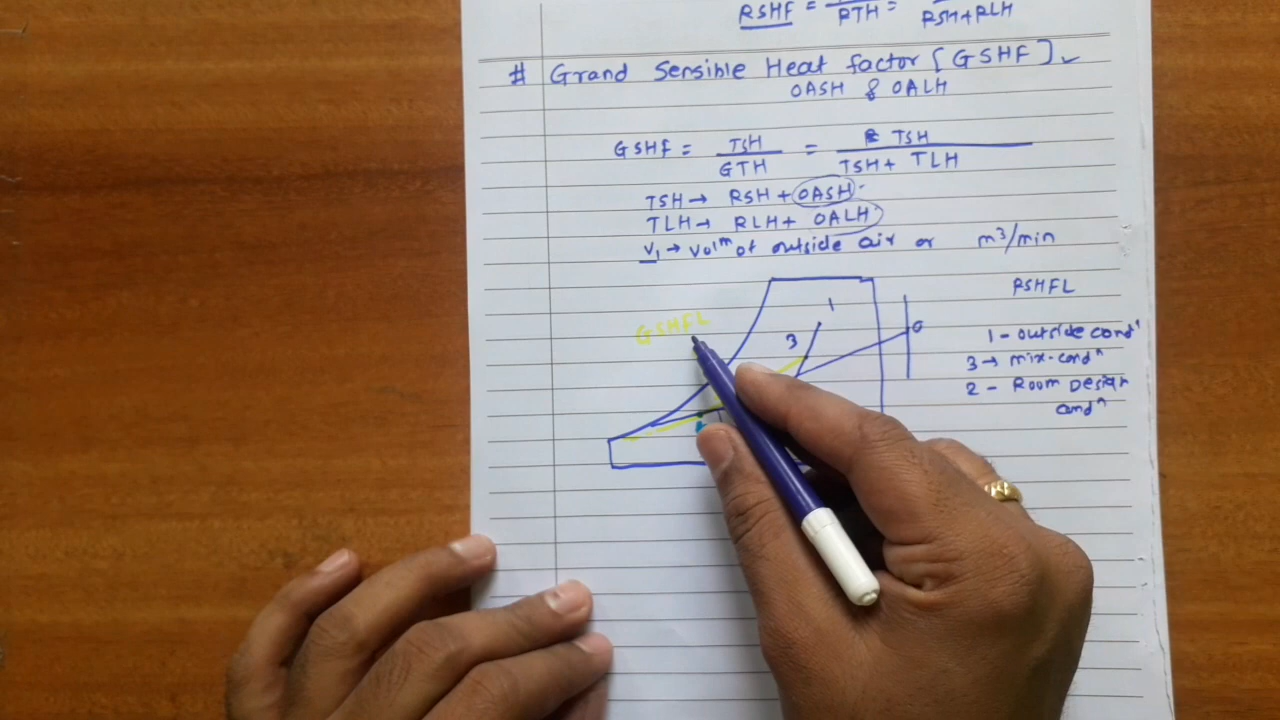 RSHF = RTH = RSH+RLH
# Grand Sensible Heat factor [GSHF]
OASH & OALH
GSHF = TSH / GTH = TSH / TSH + TLH
TSH → RSH + OASH
TLH → RLH + OALH
V1 → volm of outside air or m³/min
RSHFL
GSHFL
1
3
1 - outside condn
3 → mix-condn
2 - Room Design
condn